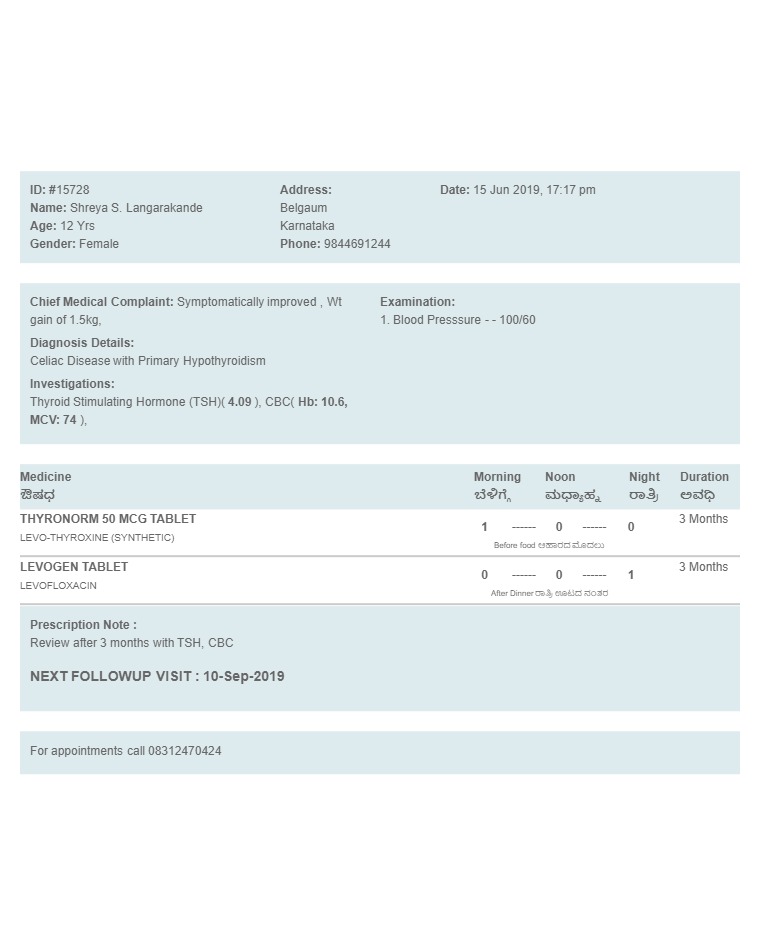 ID: #15728
Name: Shreya S. Langarakande
Age: 12 Yrs
Gender: Female
Address:
Belgaum
Karnataka
Phone: 9844691244
Date: 15 Jun 2019, 17:17 pm
Chief Medical Complaint: Symptomatically improved , Wt
gain of 1.5kg,
Diagnosis Details:
Celiac Disease with Primary Hypothyroidism
Investigations:
Thyroid Stimulating Hormone (TSH)( 4.09 ), CBC( Hb: 10.6,
MCV: 74 ),
Examination:
1. Blood Presssure - - 100/60
Medicine Morning Noon Night Duration
ಔಷಧ ಬೆಳಿಗ್ಗೆ ಮಧ್ಯಾಹ್ನ ರಾತ್ರಿ ಅವಧಿ
THYRONORM 50 MCG TABLET 3 Months
1 ------ 0 ------ 0
LEVO-THYROXINE (SYNTHETIC)
Before food ಆಹಾರದ ಮೊದಲು
LEVOGEN TABLET 3 Months
0 ------ 0 ------ 1
LEVOFLOXACIN
After Dinner ರಾತ್ರಿ ಊಟದ ನಂತರ
Prescription Note :
Review after 3 months with TSH, CBC
NEXT FOLLOWUP VISIT : 10-Sep-2019
For appointments call 08312470424